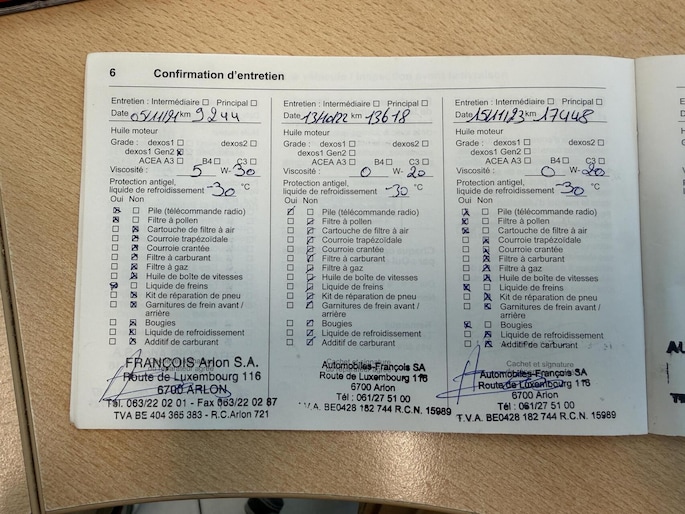 6 Confirmation d'entretien
Entretien : Intermédiaire ☐ Principal ☐
Date 05/11/21 km 9244
Huile moteur
Grade : dexos1 ☐ dexos2 ☐
dexos1 Gen2 ☒
ACEA A3 ☐ B4 ☐ C3 ☐
Viscosité : 5 W- 30
Protection antigel,
liquide de refroidissement -30 °C
Oui Non
☒ ☐ Pile (télécommande radio)
☒ ☐ Filtre à pollen
☐ ☒ Cartouche de filtre à air
☐ ☒ Courroie trapézoïdale
☐ ☒ Courroie crantée
☐ ☒ Filtre à carburant
☐ ☒ Filtre à gaz
☐ ☒ Huile de boîte de vitesses
☒ ☐ Liquide de freins
☐ ☒ Kit de réparation de pneu
☐ ☒ Garnitures de frein avant /
arrière
☐ ☒ Bougies
☐ ☒ Liquide de refroidissement
☐ ☒ Additif de carburant
FRANCOIS Arlon S.A.
Route de Luxembourg 116
6700 ARLON
Tél. 063/22 02 01 - Fax 063/22 02 67
TVA BE 404 365 383 - R.C.Arlon 721
Entretien : Intermédiaire ☐ Principal ☐
Date 13/10/22 km 13618
Huile moteur
Grade : dexos1 ☐ dexos2 ☐
dexos1 Gen2 ☐
ACEA A3 ☐ B4 ☐ C3 ☐
Viscosité : 0 W- 20
Protection antigel,
liquide de refroidissement -30 °C
Oui Non
☑ ☐ Pile (télécommande radio)
☐ ☑ Filtre à pollen
☐ ☑ Cartouche de filtre à air
☐ ☑ Courroie trapézoïdale
☐ ☑ Courroie crantée
☐ ☑ Filtre à carburant
☐ ☑ Filtre à gaz
☐ ☑ Huile de boîte de vitesses
☐ ☑ Liquide de freins
☐ ☑ Kit de réparation de pneu
☐ ☑ Garnitures de frein avant /
arrière
☐ ☑ Bougies
☐ ☑ Liquide de refroidissement
☐ ☑ Additif de carburant
Cachet et signature
Automobiles-François SA
Route de Luxembourg 116
6700 Arlon
Tél : 061/27 51 00
T.V.A. BE0428 182 744 R.C.N. 15989
Entretien : Intermédiaire ☐ Principal ☐
Date 15/11/23 km 17448
Huile moteur
Grade : dexos1 ☐ dexos2 ☐
dexos1 Gen2 ☐
ACEA A3 ☐ B4 ☐ C3 ☐
Viscosité : 0 W- 20
Protection antigel,
liquide de refroidissement -30 °C
Oui Non
☒ ☐ Pile (télécommande radio)
☒ ☐ Filtre à pollen
☒ ☐ Cartouche de filtre à air
☐ ☒ Courroie trapézoïdale
☐ ☒ Courroie crantée
☐ ☒ Filtre à carburant
☐ ☒ Filtre à gaz
☐ ☒ Huile de boîte de vitesses
☒ ☐ Liquide de freins
☐ ☒ Kit de réparation de pneu
☐ ☒ Garnitures de frein avant /
arrière
☒ ☐ Bougies
☐ ☒ Liquide de refroidissement
☐ ☒ Additif de carburant
Cachet et signature
Automobiles-François SA
Route de Luxembourg 116
6700 Arlon
Tél : 061/27 51 00
T.V.A. BE0428 182 744 R.C.N. 15989